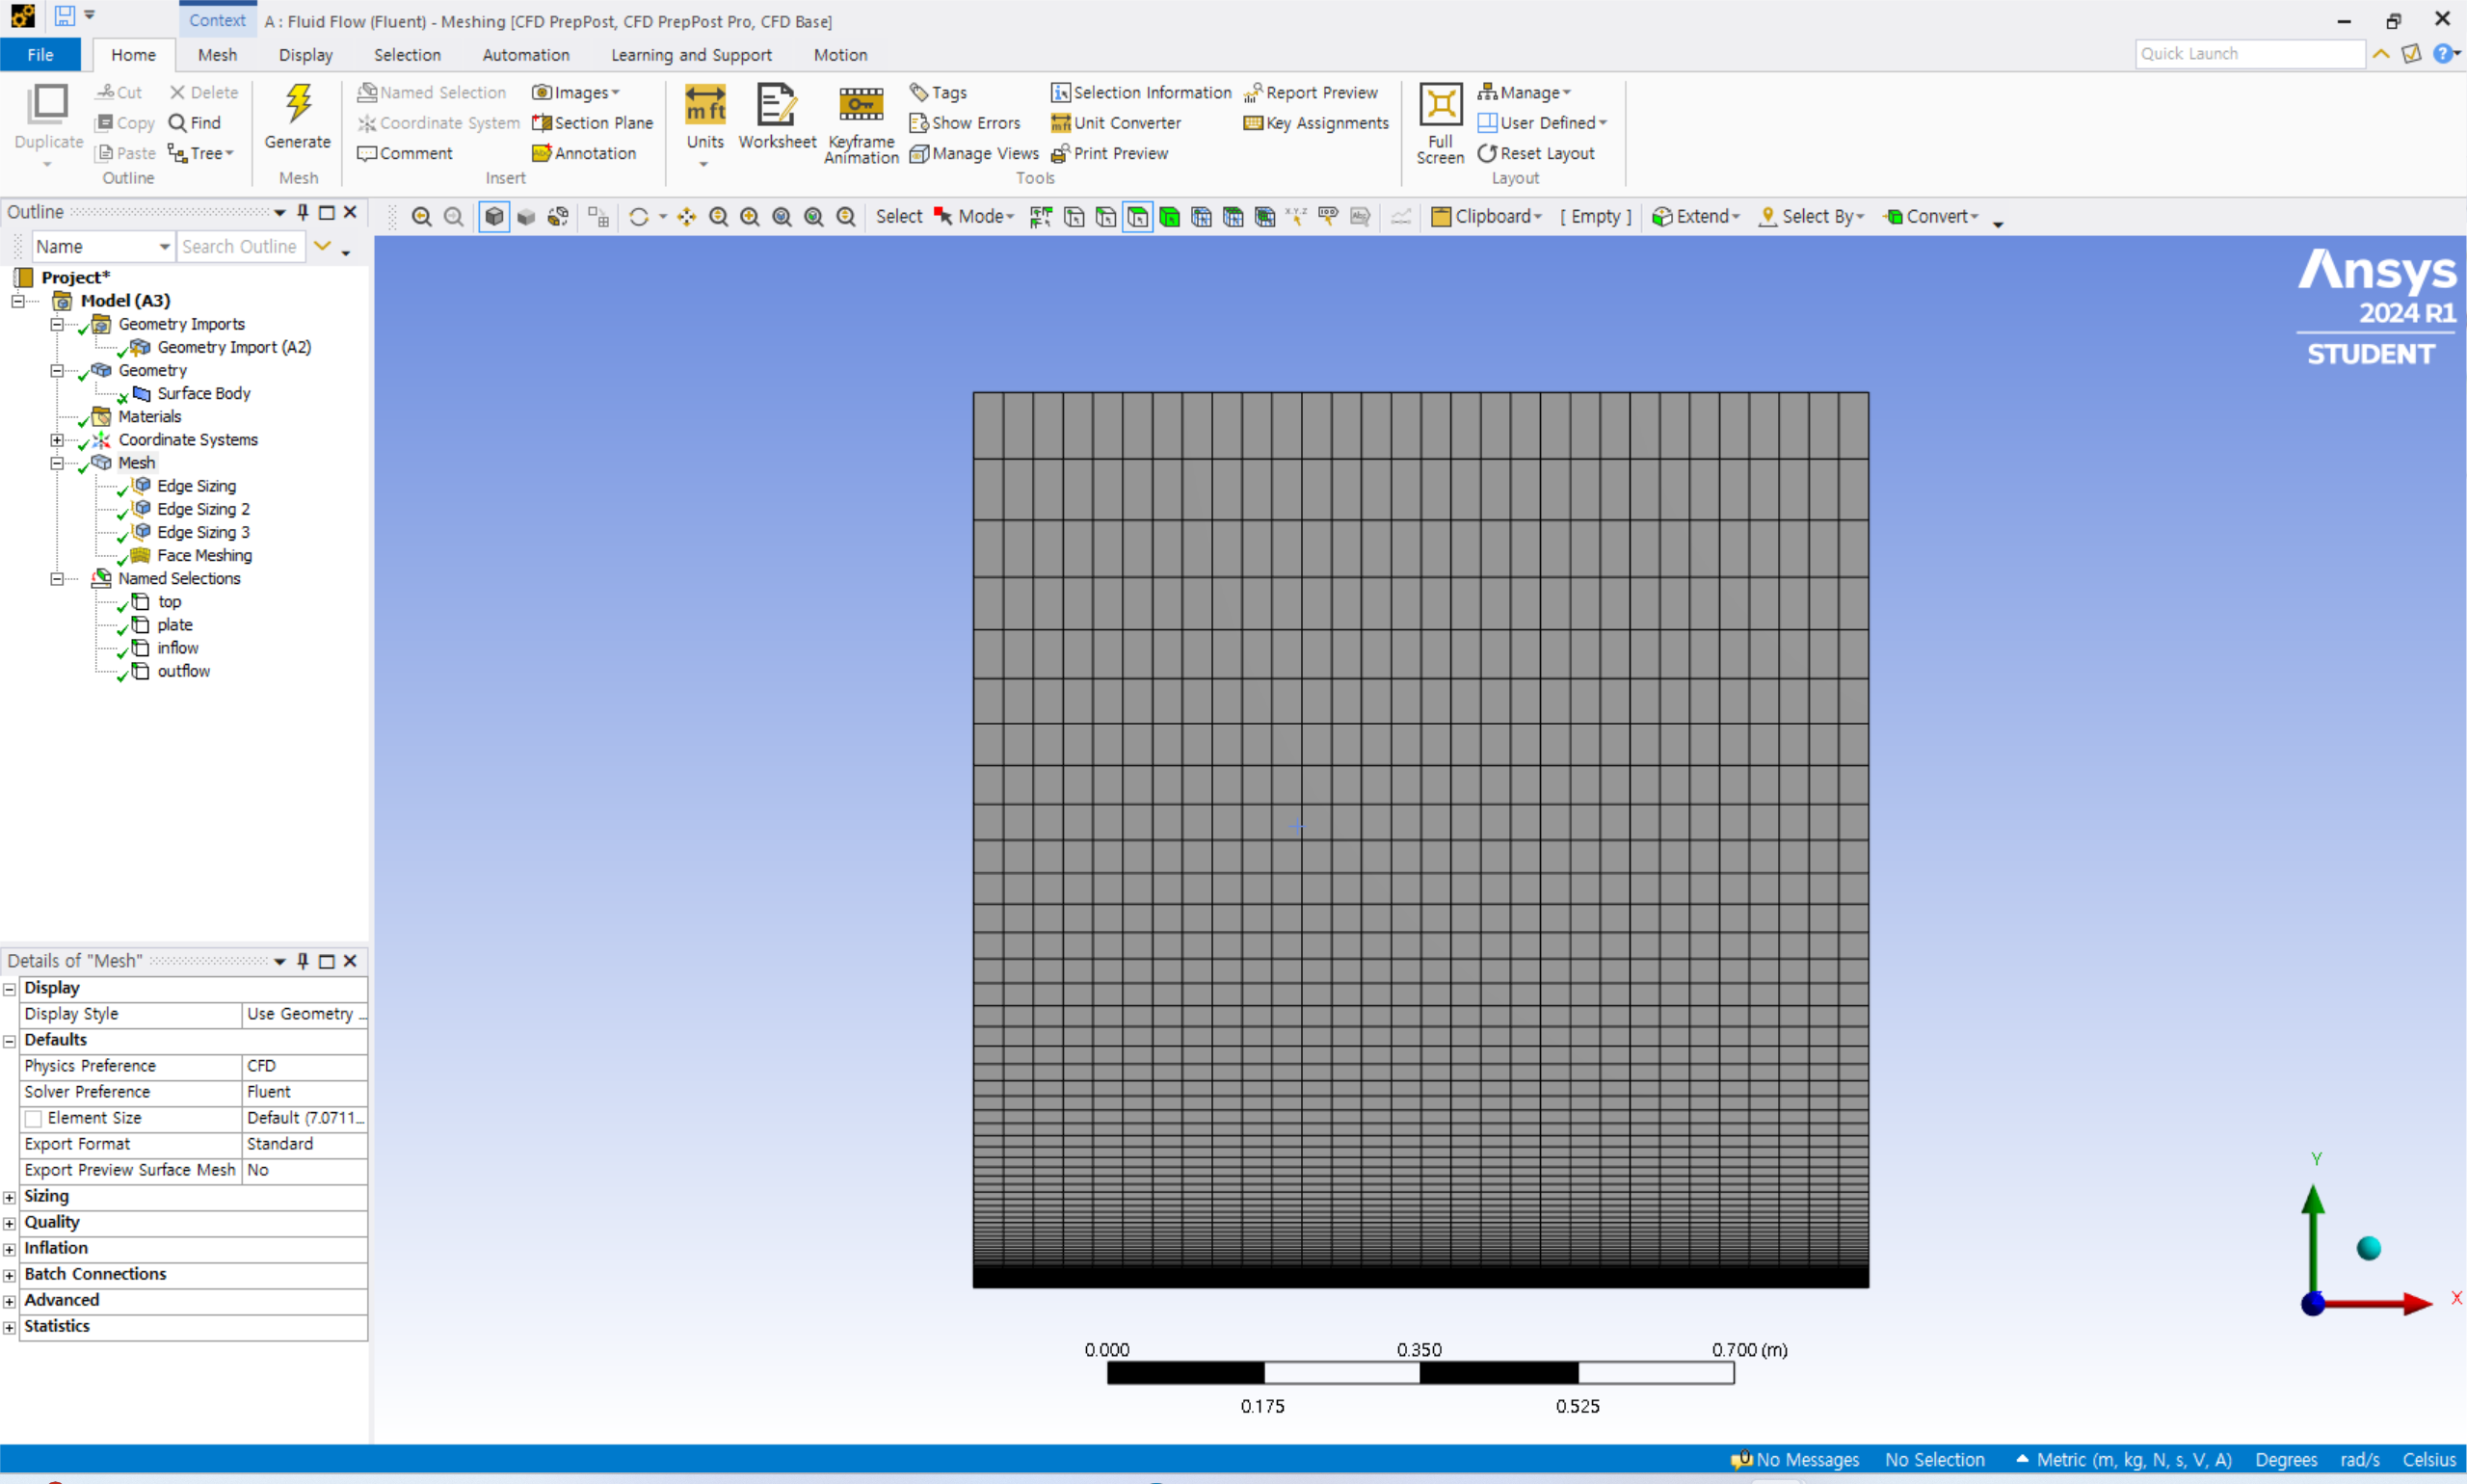 Context A : Fluid Flow (Fluent) - Meshing [CFD PrepPost, CFD PrepPost Pro, CFD Base]
File Home Mesh Display Selection Automation Learning and Support Motion Quick Launch
Duplicate Cut Delete Copy Find Paste Tree Outline
Generate Mesh
Named Selection Images
Coordinate System Section Plane
Comment Annotation
Insert
m ft Units Worksheet Keyframe Animation
Tags Selection Information Report Preview
Show Errors Unit Converter Key Assignments
Manage Views Print Preview
Tools
Full Screen Manage
User Defined
Reset Layout
Layout
Outline
Name Search Outline
Select Mode Clipboard [ Empty ] Extend Select By Convert
Project*
Model (A3)
Geometry Imports
Geometry Import (A2)
Geometry
Surface Body
Materials
Coordinate Systems
Mesh
Edge Sizing
Edge Sizing 2
Edge Sizing 3
Face Meshing
Named Selections
top
plate
inflow
outflow
Details of "Mesh"
Display
Display Style Use Geometry ...
Defaults
Physics Preference CFD
Solver Preference Fluent
Element Size Default (7.0711...
Export Format Standard
Export Preview Surface Mesh No
Sizing
Quality
Inflation
Batch Connections
Advanced
Statistics
Ansys
2024 R1
STUDENT
Y
X
0.000 0.350 0.700 (m)
0.175 0.525
No Messages No Selection Metric (m, kg, N, s, V, A) Degrees rad/s Celsius